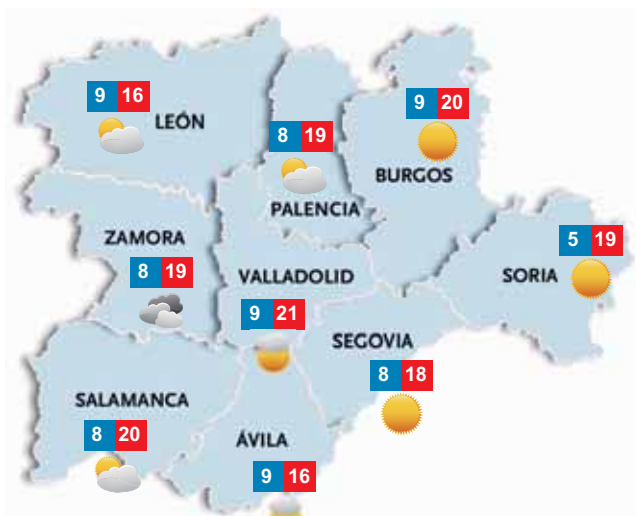 9 16
LEÓN
8 19
PALENCIA
9 20
BURGOS
ZAMORA
8 19
VALLADOLID
9 21
5 19
SORIA
SEGOVIA
8 18
SALAMANCA
8 20
ÁVILA
9 16